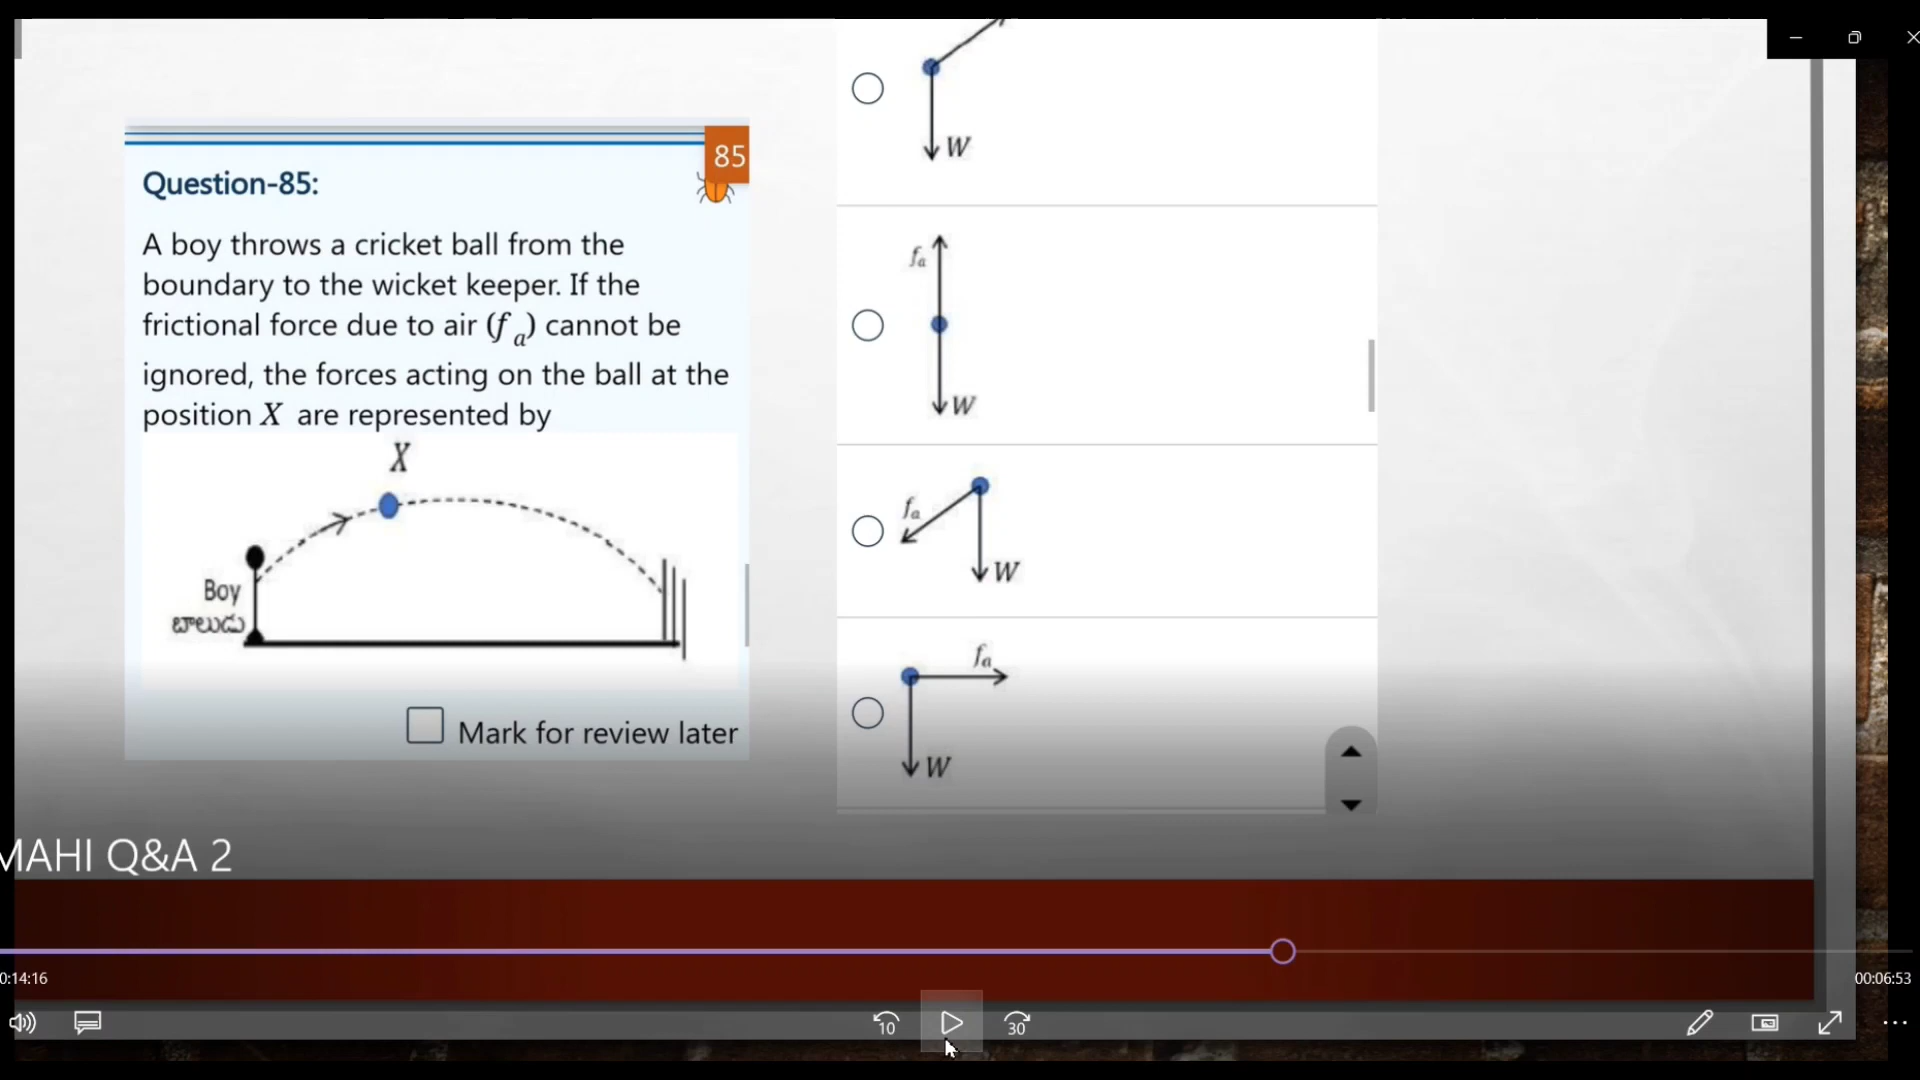 85
Question-85:
A boy throws a cricket ball from the
boundary to the wicket keeper. If the
frictional force due to air (f a) cannot be
ignored, the forces acting on the ball at the
position X are represented by
X
Boy
బాలుడు
Mark for review later
W
fa
W
fa
W
fa
W
MAHI Q&A 2
0:14:16
00:06:53
10
30